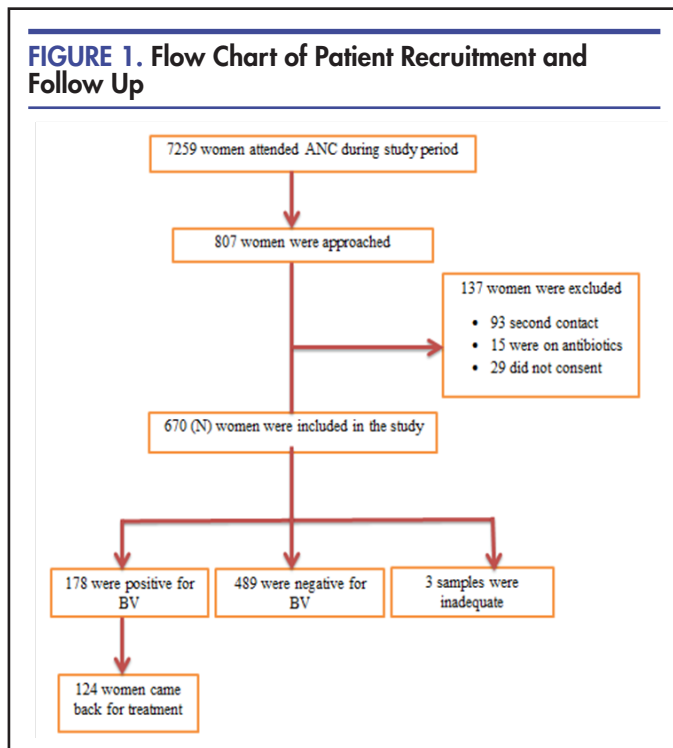 FIGURE 1. Flow Chart of Patient Recruitment and
Follow Up
7259 women attended ANC during study period
807 women were approached
137 women were excluded
• 93 second contact
• 15 were on antibiotics
• 29 did not consent
670 (N) women were included in the study
178 were positive for
BV
489 were negative for
BV
3 samples were
inadequate
124 women came
back for treatment